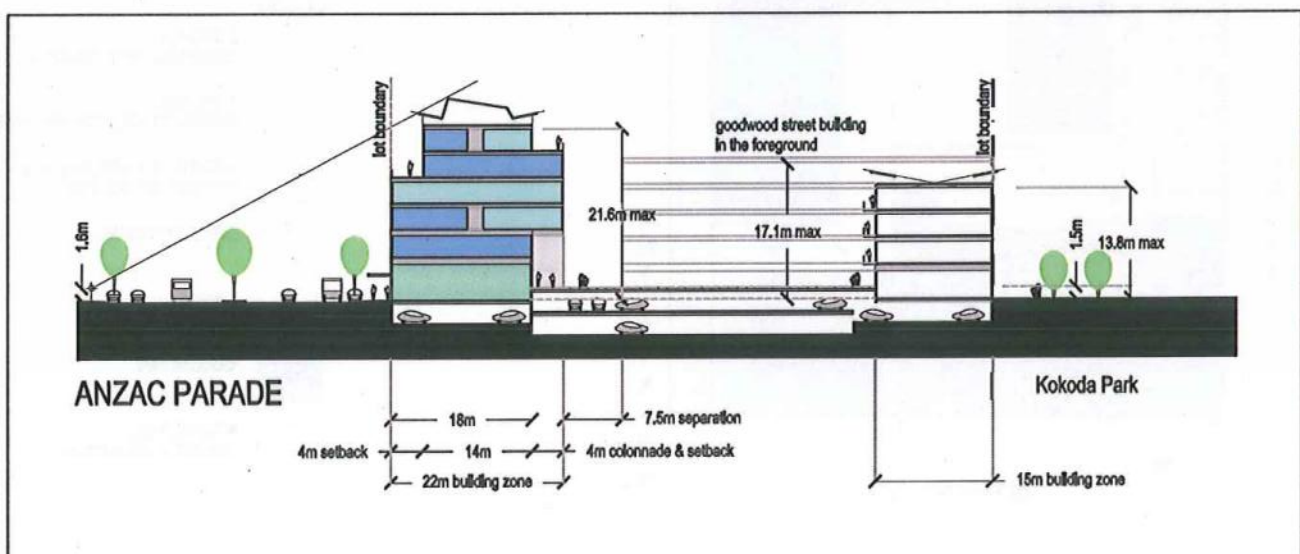 lot boundary
lot boundary
goodwood street building
in the foreground
1.6m
21.6m max
17.1m max
1.5m
13.8m max
ANZAC PARADE
Kokoda Park
18m
7.5m separation
4m setback
14m
4m colonnade & setback
22m building zone
15m building zone